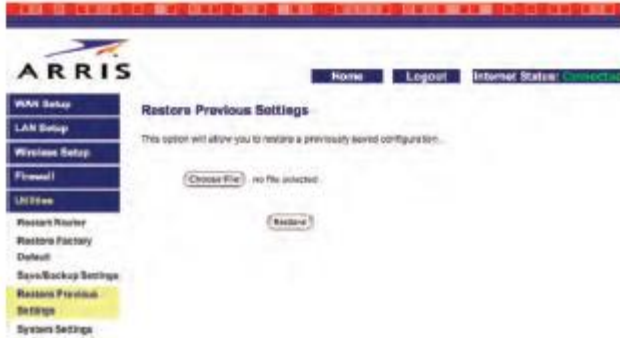 ARRIS
Home
Logout
Internet Status: Connected
WAN Setup
LAN Setup
Wireless Setup
Firewall
Utilities
Restart Router
Restore Factory
Default
Save/Backup Settings
Restore Previous
Settings
System Settings
Restore Previous Settings
This option will allow you to restore a previously saved configuration.
Choose File
no file selected
Restore